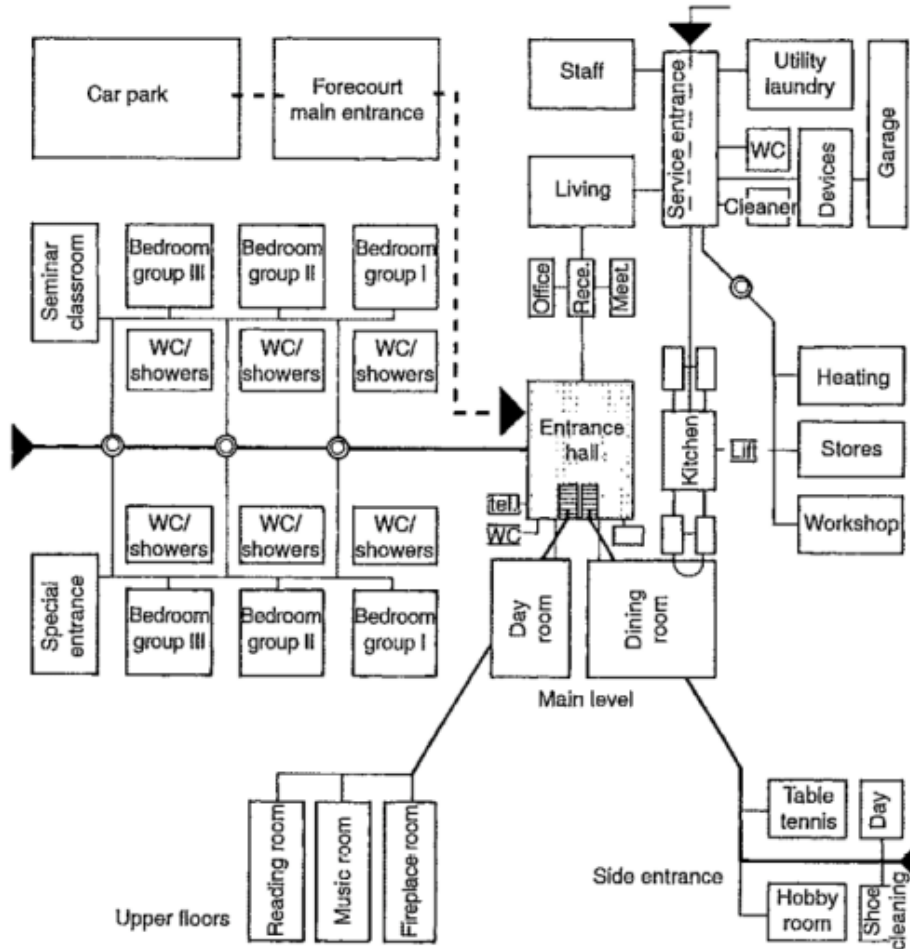 Car park
Forecourt
main entrance
Staff
Service entrance
Utility
laundry
Garage
WC
Devices
Cleaner
Living
Office
Rece.
Meet.
Seminar
classroom
Bedroom
group III
Bedroom
group II
Bedroom
group I
WC/
showers
WC/
showers
WC/
showers
Heating
Entrance
hall
Kitchen
Lift
Stores
tel.
WC
Workshop
WC/
showers
WC/
showers
WC/
showers
Special
entrance
Bedroom
group III
Bedroom
group II
Bedroom
group I
Day
room
Dining
room
Main level
Reading room
Music room
Fireplace room
Upper floors
Table
tennis
Day
Side entrance
Hobby
room
Shoe
cleaning